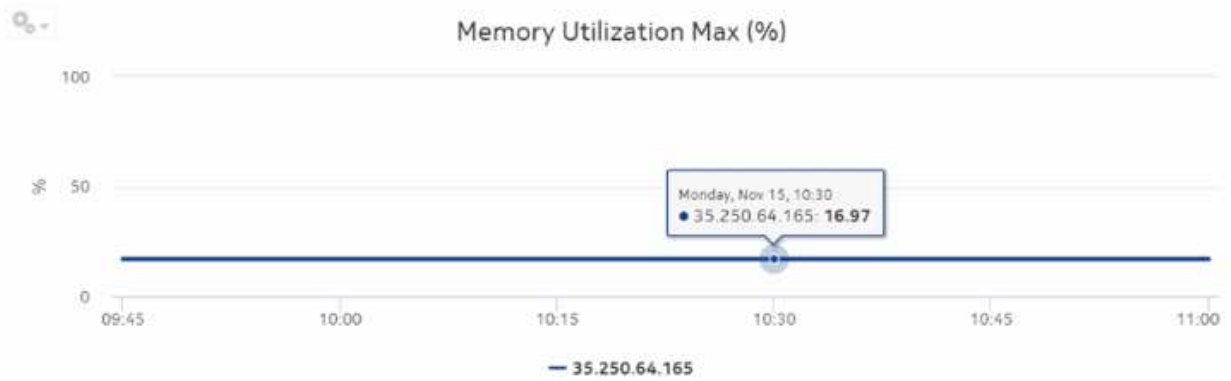 Memory Utilization Max (%)
100
%
50
Monday, Nov 15, 10:30
35.250.64.165: 16.97
0
09:45 10:00 10:15 10:30 10:45 11:00
35.250.64.165